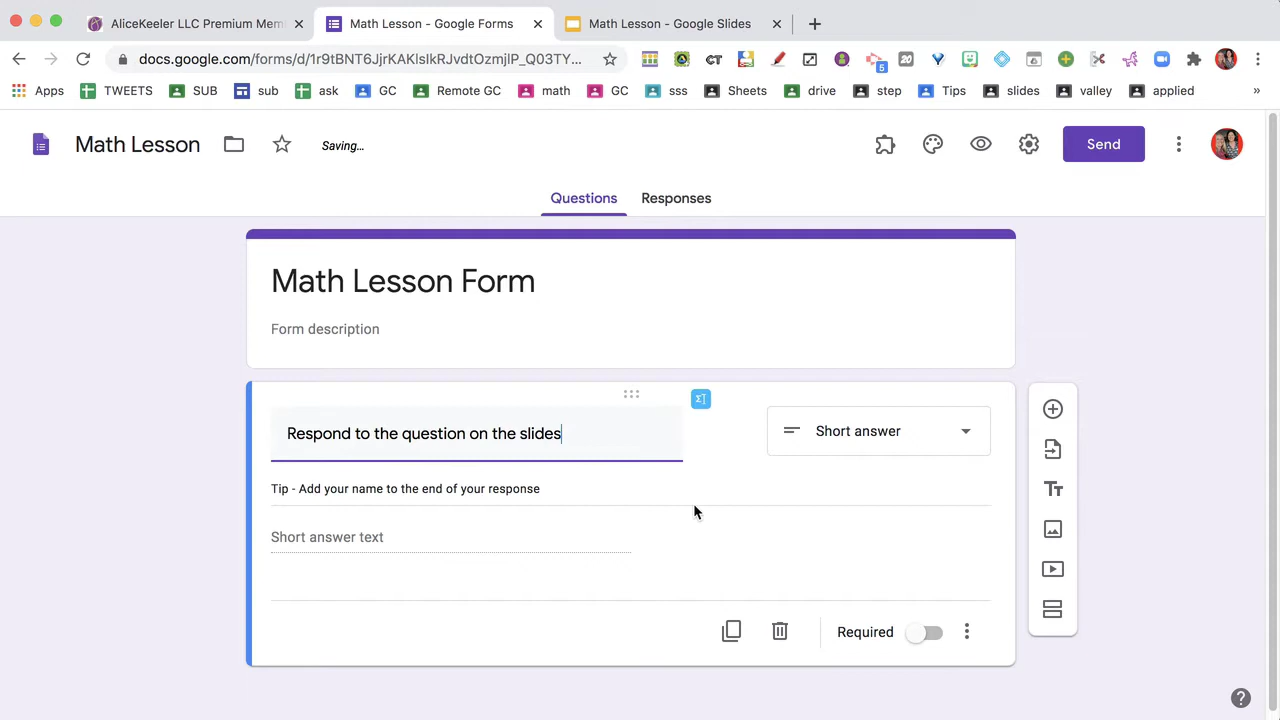 AliceKeeler LLC Premium Mem
Math Lesson - Google Forms
Math Lesson - Google Slides
docs.google.com/forms/d/1r9tBNT6JjrKAKlsIkRJvdtOzmjlP_Q03TY...
CT
5
20
Apps
TWEETS
SUB
sub
ask
GC
Remote GC
math
GC
sss
Sheets
drive
step
Tips
slides
valley
applied
»
Math Lesson
Saving...
Send
Questions
Responses
Math Lesson Form
Form description
Respond to the question on the slides
Short answer
Tip - Add your name to the end of your response
Short answer text
Required